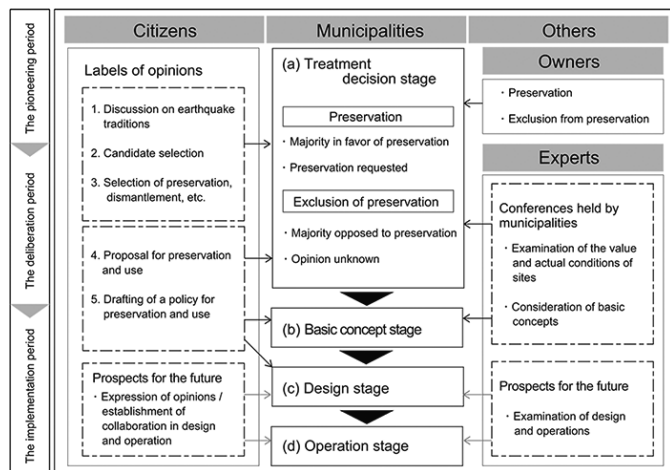 The pioneering period
The deliberation period
The implementation period
Citizens
Labels of opinions
1. Discussion on earthquake
traditions
2. Candidate selection
3. Selection of preservation,
dismantlement, etc.
4. Proposal for preservation
and use
5. Drafting of a policy for
preservation and use
Prospects for the future
・Expression of opinions /
establishment of
collaboration in design
and operation
Municipalities
(a) Treatment
decision stage
Preservation
・Majority in favor of preservation
・Preservation requested
Exclusion of preservation
・Majority opposed to preservation
・Opinion unknown
(b) Basic concept stage
(c) Design stage
(d) Operation stage
Others
Owners
・Preservation
・Exclusion from preservation
Experts
Conferences held by
municipalities
・Examination of the value
and actual conditions of
sites
・Consideration of basic
concepts
Prospects for the future
・Examination of design
and operations